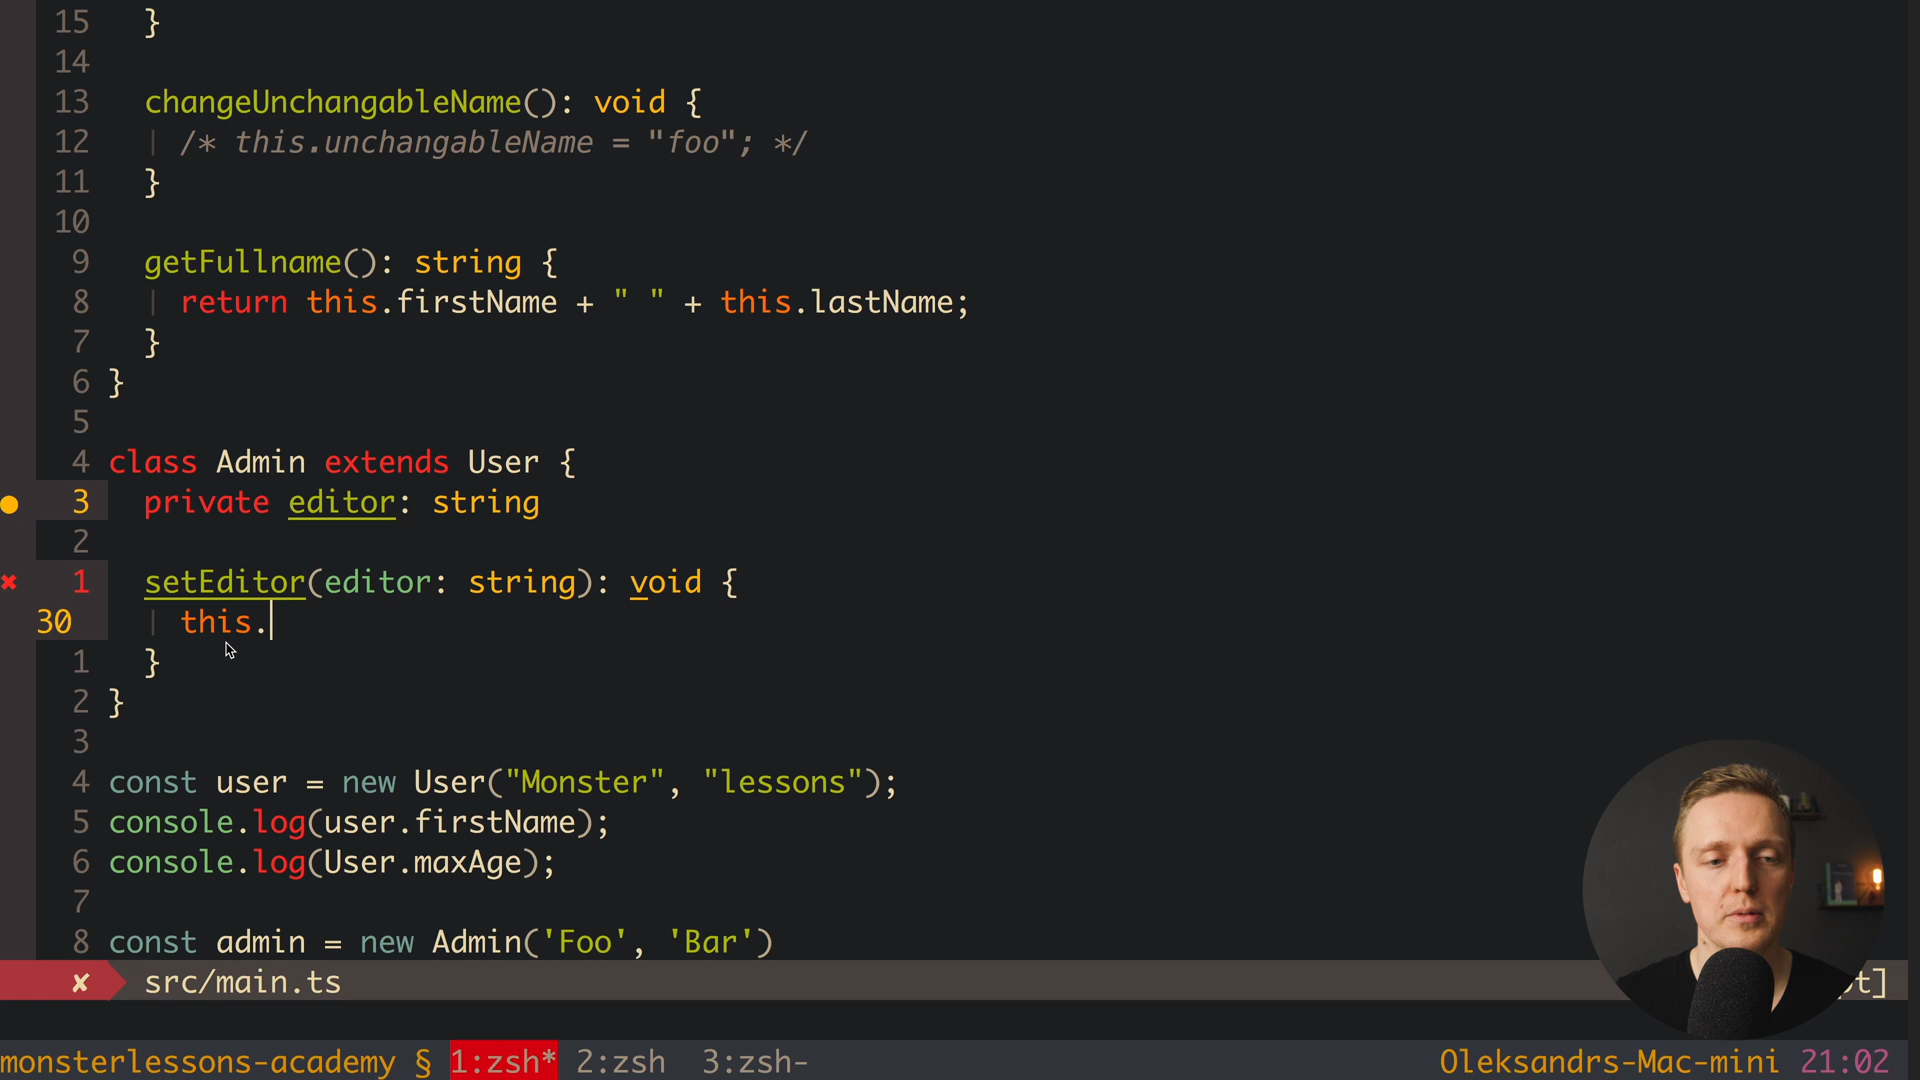 15 }
14
13 changeUnchangableName(): void {
12 | /* this.unchangableName = "foo"; */
11 }
10
9 getFullname(): string {
8 | return this.firstName + " " + this.lastName;
7 }
6 }
5
4 class Admin extends User {
3 private editor: string
2
✖ 1 setEditor(editor: string): void {
30 | this.
1 }
2 }
3
4 const user = new User("Monster", "lessons");
5 console.log(user.firstName);
6 console.log(User.maxAge);
7
8 const admin = new Admin('Foo', 'Bar')
✘ src/main.ts
monsterlessons-academy § 1:zsh* 2:zsh 3:zsh- Oleksandrs-Mac-mini 21:02